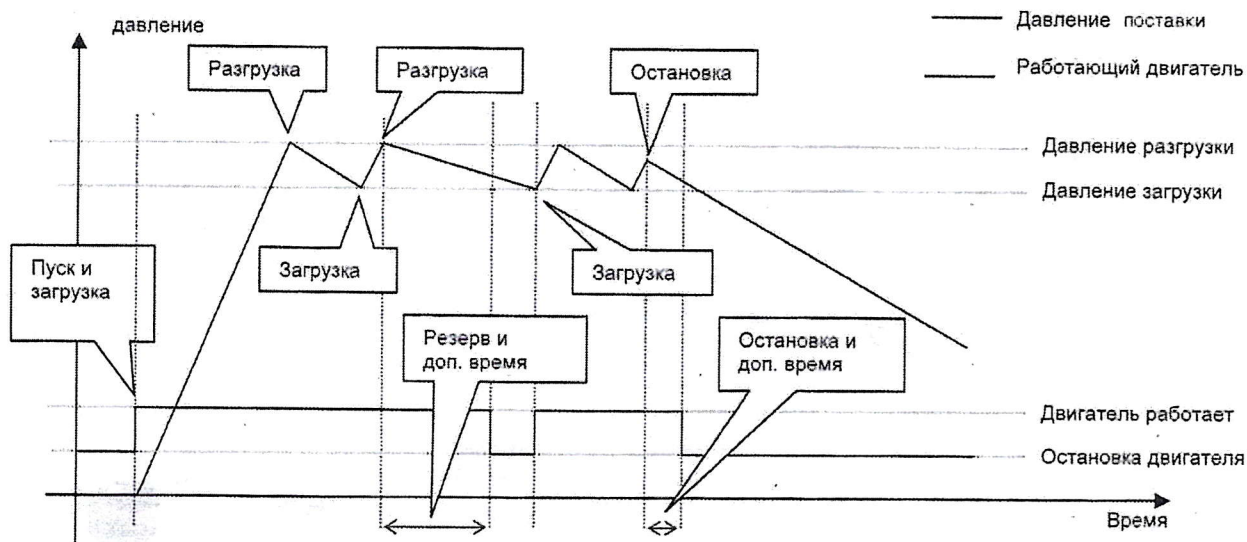 давление
Давление поставки
Работающий двигатель
Разгрузка
Разгрузка
Остановка
Давление разгрузки
Давление загрузки
Пуск и
загрузка
Загрузка
Загрузка
Резерв и
доп. время
Остановка и
доп. время
Двигатель работает
Остановка двигателя
Время